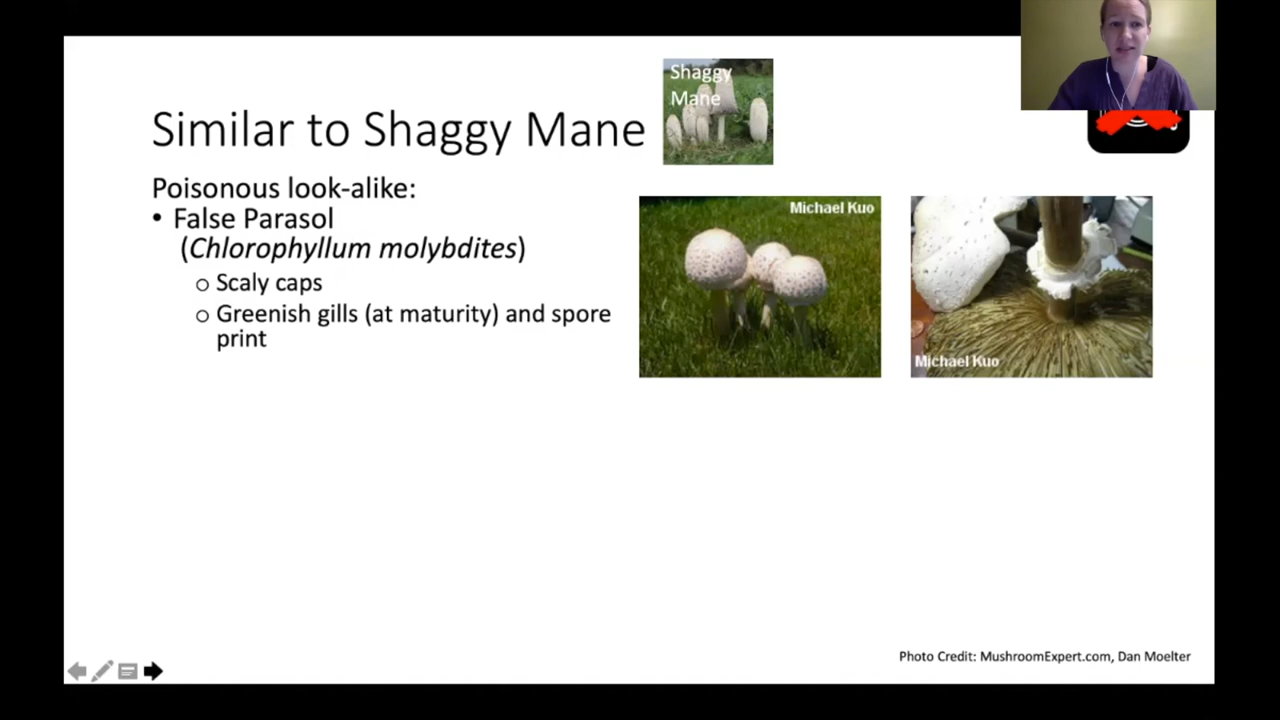 Shaggy
Mane
Similar to Shaggy Mane
Poisonous look-alike:
• False Parasol
(Chlorophyllum molybdites)
○ Scaly caps
○ Greenish gills (at maturity) and spore
print
Michael Kuo
Michael Kuo
Photo Credit: MushroomExpert.com, Dan Moelter